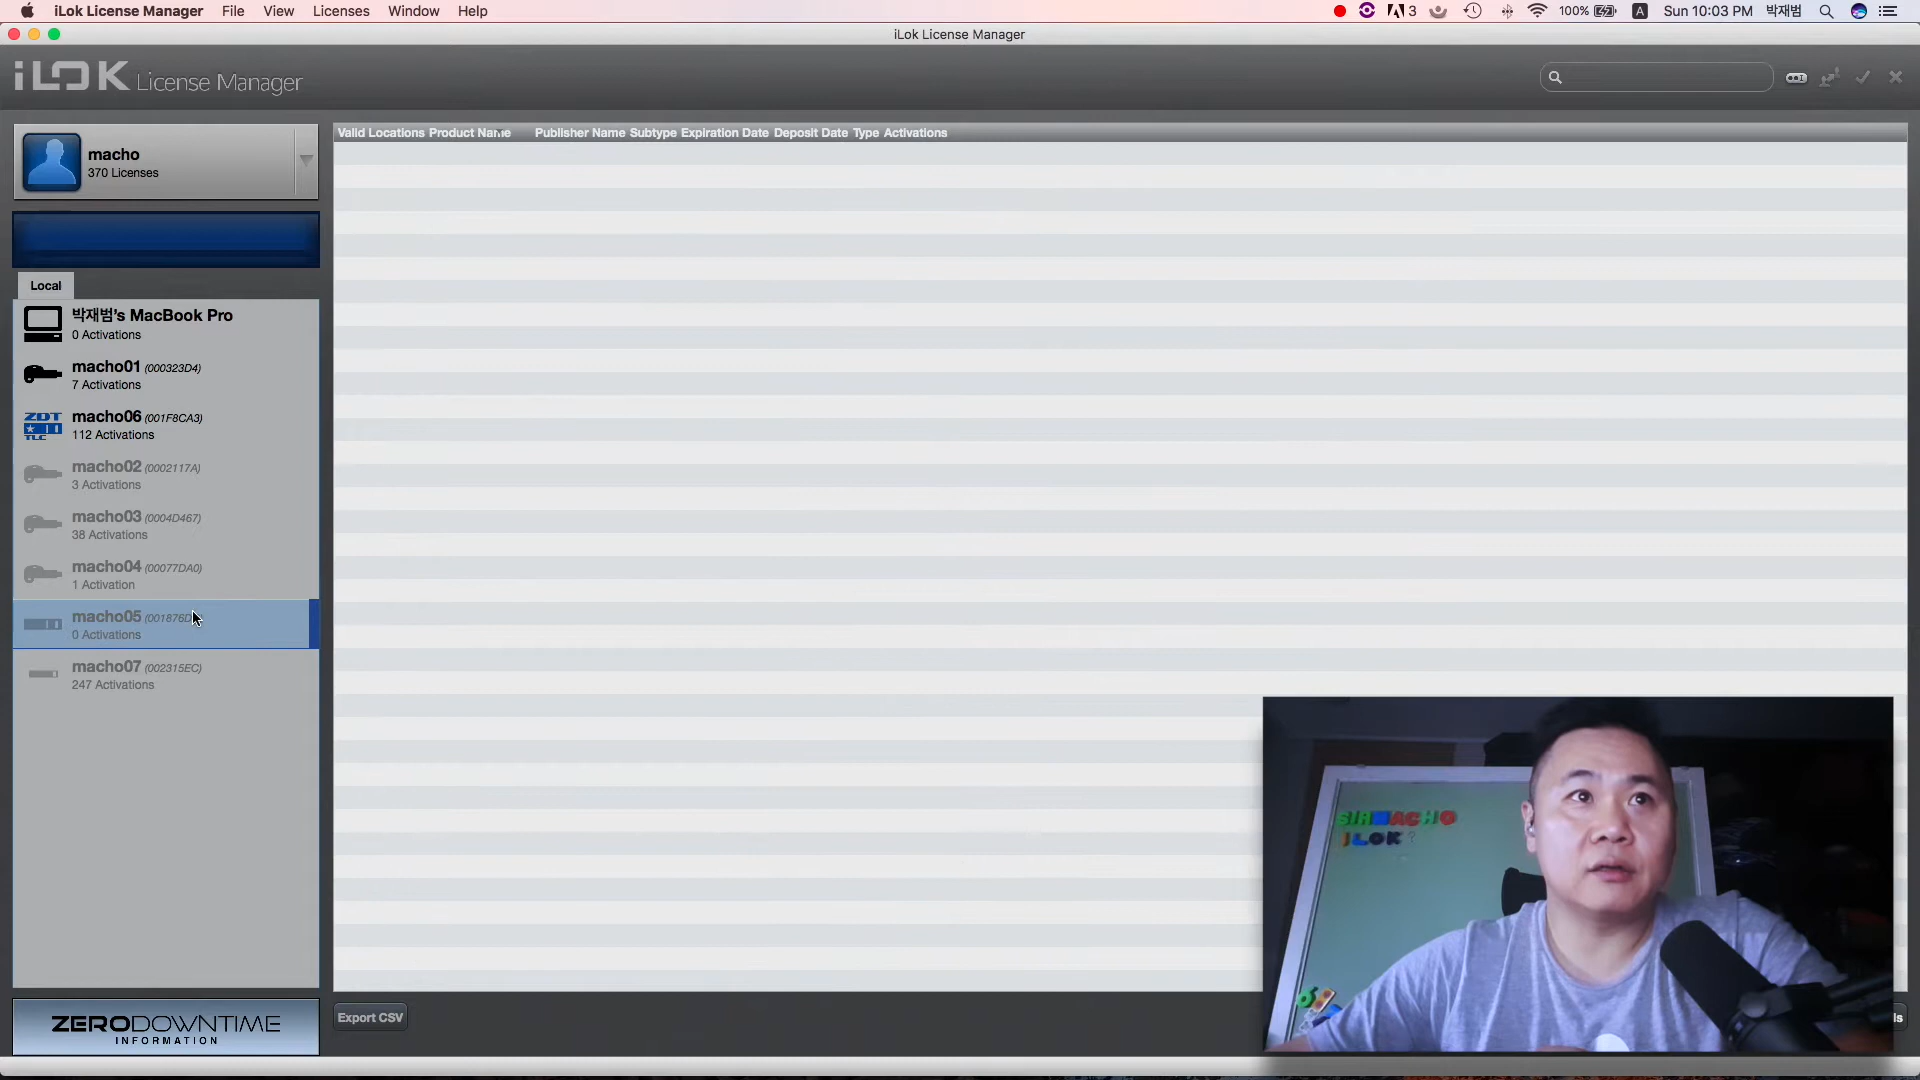 iLok License Manager File View Licenses Window Help
3 100% A Sun 10:03 PM 박재범
iLok License Manager
iLOK License Manager
macho
370 Licenses
Local
박재범's MacBook Pro
0 Activations
macho01 (000323D4)
7 Activations
ZDT
TLC
macho06 (001F8CA3)
112 Activations
macho02 (0002117A)
3 Activations
macho03 (0004D467)
38 Activations
macho04 (00077DA0)
1 Activation
macho05
0 Activations
macho07 (002315EC)
247 Activations
ZERODOWNTIME
INFORMATION
Valid Locations Product Name Publisher Name Subtype Expiration Date Deposit Date Type Activations
Export CSV
SIRMACHO
iLOK